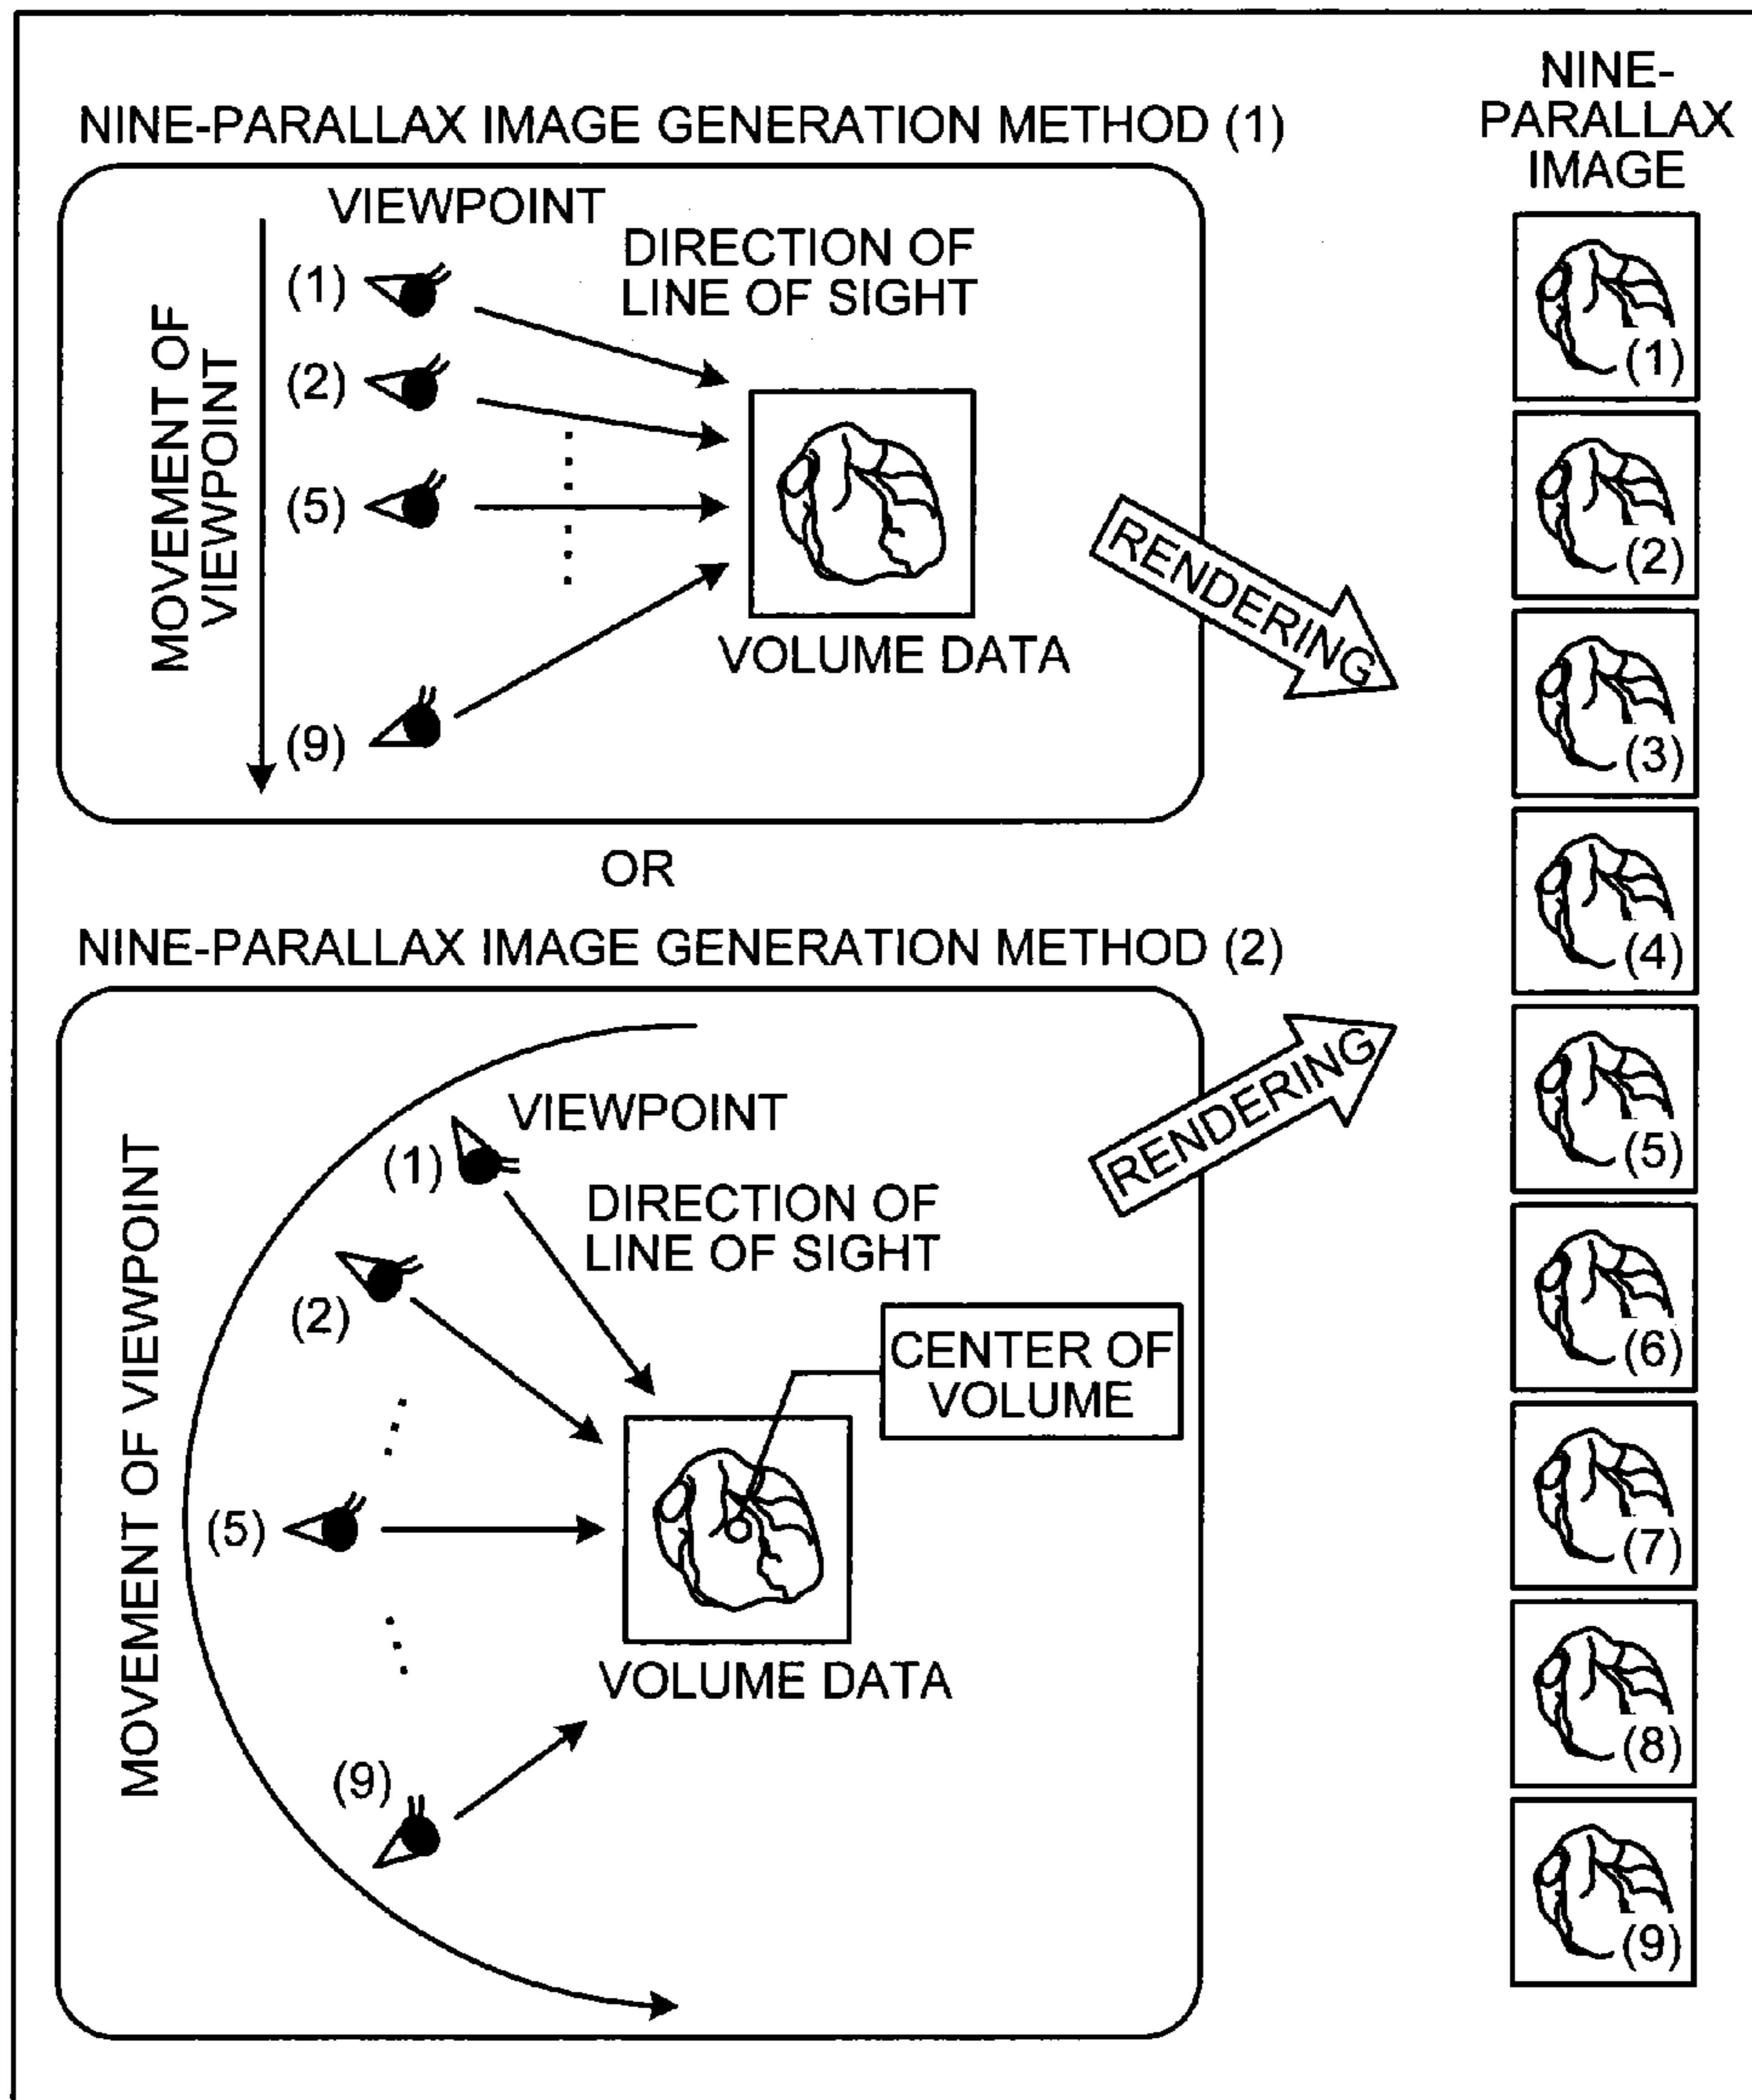 NINE-PARALLAX IMAGE GENERATION METHOD (1)
VIEWPOINT
DIRECTION OF
LINE OF SIGHT
MOVEMENT OF
VIEWPOINT
(1)
(2)
(5)
(9)
VOLUME DATA
RENDERING
OR
NINE-PARALLAX IMAGE GENERATION METHOD (2)
VIEWPOINT
DIRECTION OF
LINE OF SIGHT
MOVEMENT OF VIEWPOINT
(1)
(2)
(5)
(9)
CENTER OF
VOLUME
VOLUME DATA
RENDERING
NINE-
PARALLAX
IMAGE
(1)
(2)
(3)
(4)
(5)
(6)
(7)
(8)
(9)